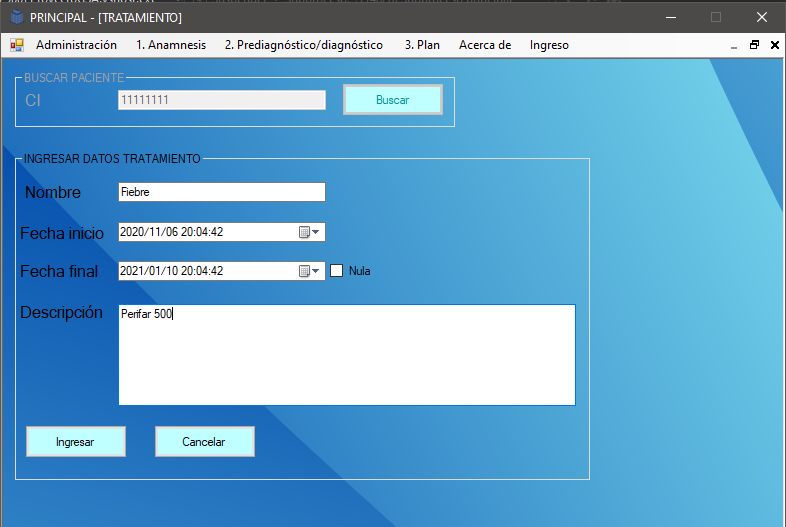 PRINCIPAL - [TRATAMIENTO]
Administración 1. Anamnesis 2. Prediagnóstico/diagnóstico 3. Plan Acerca de Ingreso
BUSCAR PACIENTE
CI 11111111 Buscar
INGRESAR DATOS TRATAMIENTO
Nombre Fiebre
Fecha inicio 2020/11/06 20:04:42
Fecha final 2021/01/10 20:04:42 Nula
Descripción Perifar 500
Ingresar Cancelar